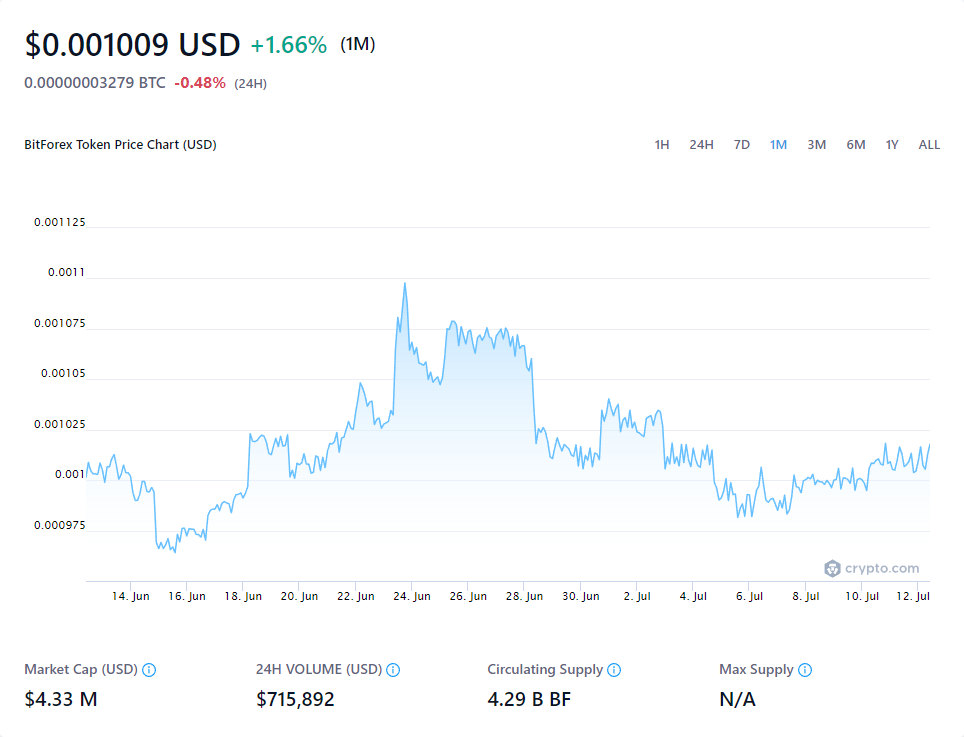 $0.001009 USD +1.66% (1M)
0.00000003279 BTC -0.48% (24H)
BitForex Token Price Chart (USD) 1H 24H 7D 1M 3M 6M 1Y ALL
0.001125
0.0011
0.001075
0.00105
0.001025
0.001
0.000975
crypto.com
14. Jun 16. Jun 18. Jun 20. Jun 22. Jun 24. Jun 26. Jun 28. Jun 30. Jun 2. Jul 4. Jul 6. Jul 8. Jul 10. Jul 12. Jul
Market Cap (USD) 24H VOLUME (USD) Circulating Supply Max Supply
$4.33 M $715,892 4.29 B BF N/A